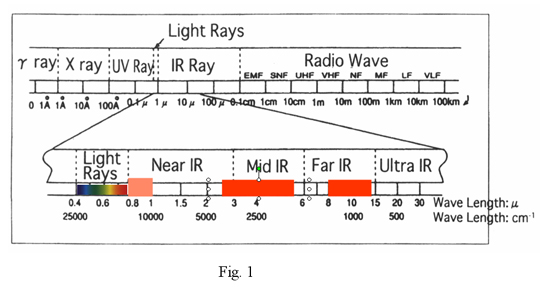 Light Rays
γ ray X ray UV Ray IR Ray Radio Wave
EMF SNF UHF VHF NF MF LF VLF
0 1Å 1Å 10Å 100Å 0.1μ 1μ 10μ 100μ 0.1cm 1cm 10cm 1m 10m 100m 1km 10km 100km
Light Rays Near IR Mid IR Far IR Ultra IR
0.4 0.6 0.8 1 1.5 2 3 4 6 8 10 15 20 30 Wave Length: μ
25000 10000 5000 2500 1000 500 Wave Length: cm⁻¹
Fig. 1